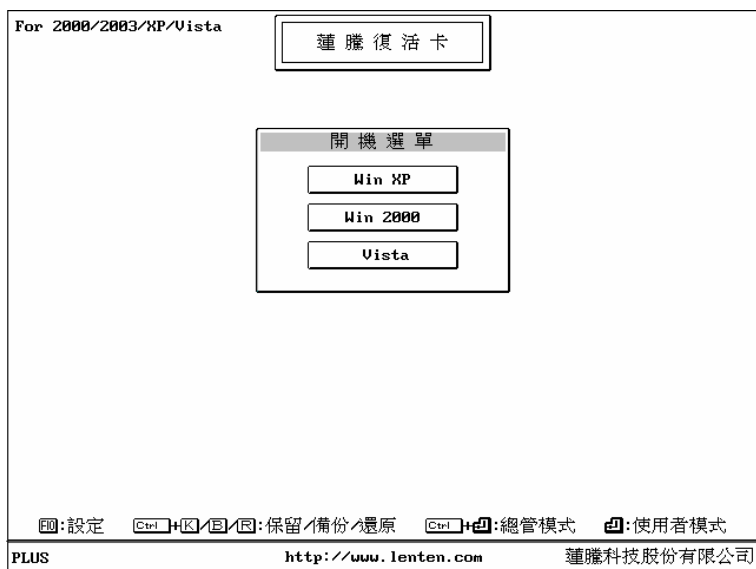 For 2000/2003/XP/Vista
蓮騰復活卡
開機選單
Win XP
Win 2000
Vista
F10:設定 Ctrl+K/B/R:保留/備份/還原 Ctrl+↵:總管模式 ↵:使用者模式
PLUS http://www.lenten.com 蓮騰科技股份有限公司